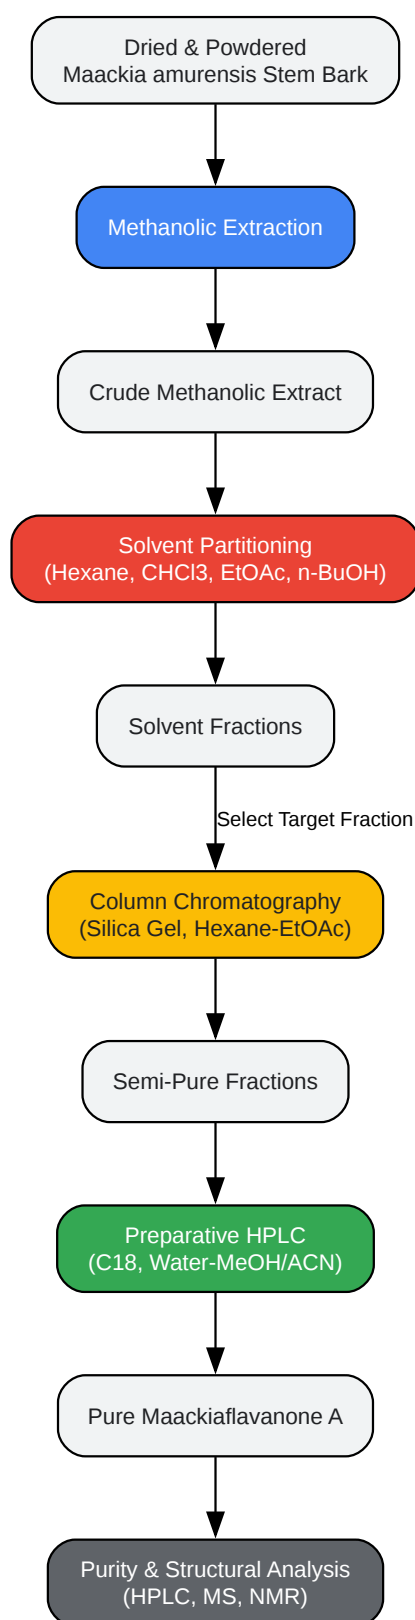 Dried & Powdered
Maackia amurensis Stem Bark
Methanolic Extraction
Crude Methanolic Extract
Solvent Partitioning
(Hexane, CHCl3, EtOAc, n-BuOH)
Solvent Fractions
Select Target Fraction
Column Chromatography
(Silica Gel, Hexane-EtOAc)
Semi-Pure Fractions
Preparative HPLC
(C18, Water-MeOH/ACN)
Pure Maackiaflavanone A
Purity & Structural Analysis
(HPLC, MS, NMR)